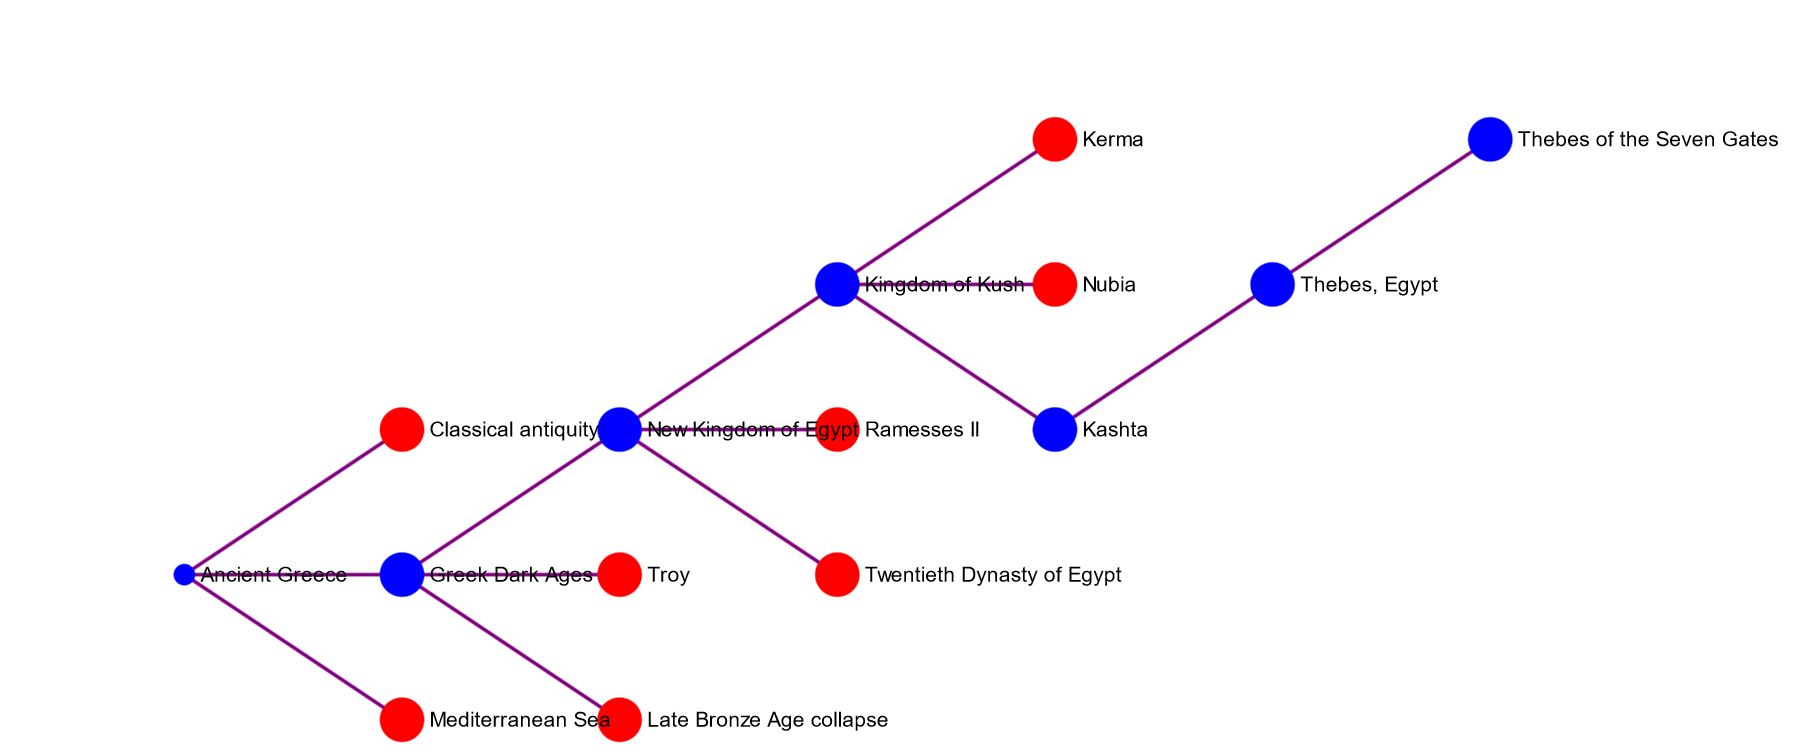 Kerma
Thebes of the Seven Gates
Kingdom of Kush
Nubia
Thebes, Egypt
Classical antiquity
New Kingdom of Egypt
Ramesses II
Kashta
Ancient Greece
Greek Dark Ages
Troy
Twentieth Dynasty of Egypt
Mediterranean Sea
Late Bronze Age collapse